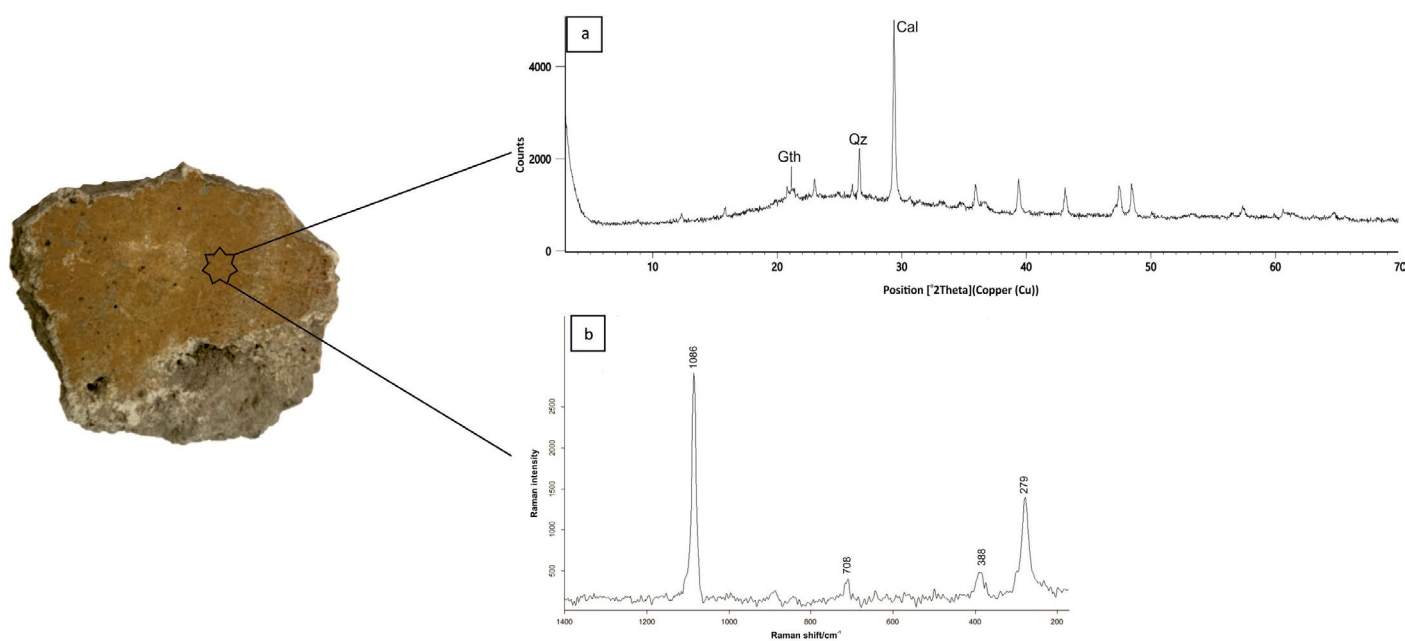 a
Cal
4000
Counts
2000
Gth
Qz
0
10
20
30
40
50
60
70
Position [°2Theta](Copper (Cu))
b
1086
708
388
279
Raman intensity
2500
2000
1500
1000
500
1400
1200
1000
800
600
400
200
Raman shift/cm⁻¹